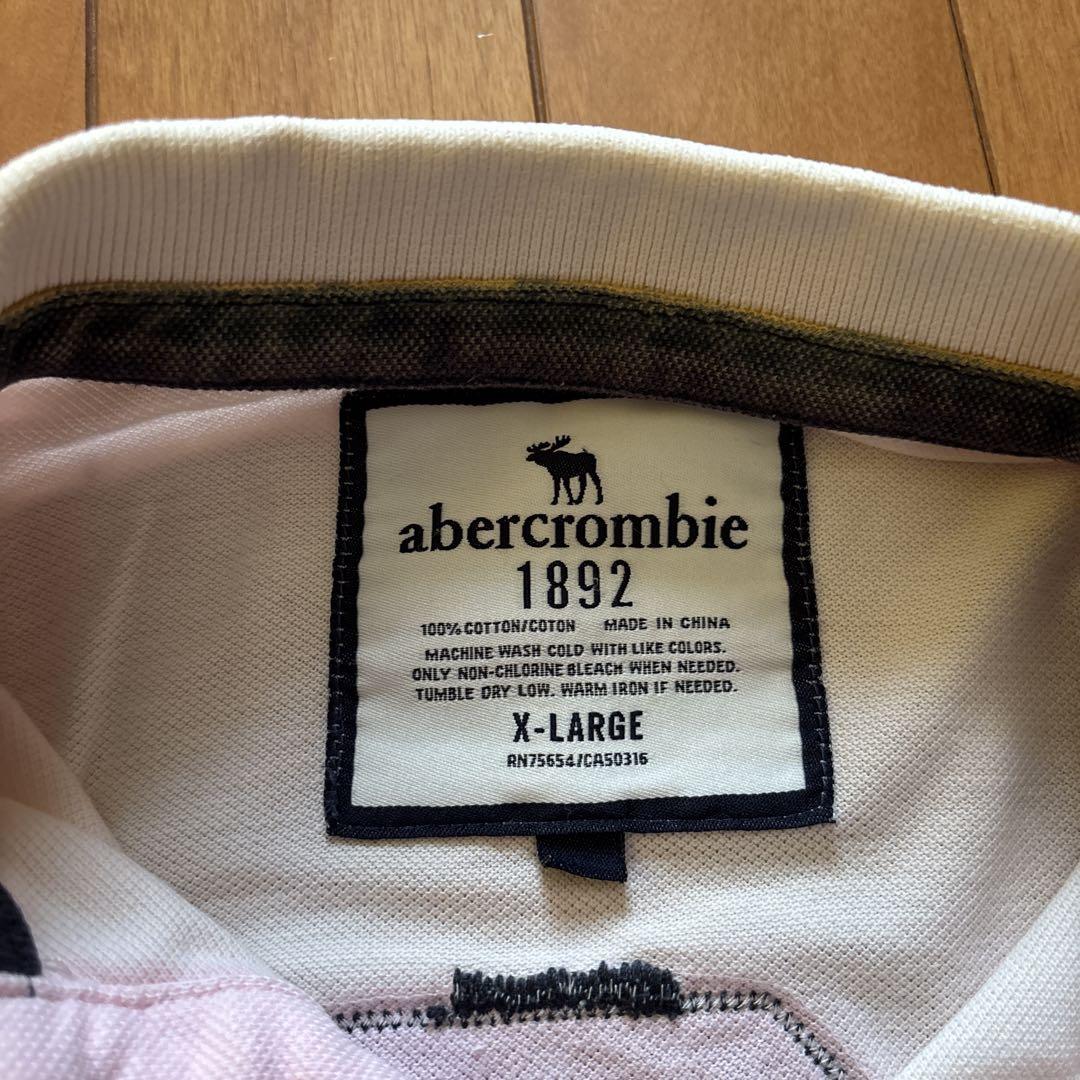 abercrombie
1892
100% COTTON/COTON MADE IN CHINA
MACHINE WASH COLD WITH LIKE COLORS.
ONLY NON-CHLORINE BLEACH WHEN NEEDED.
TUMBLE DRY LOW. WARM IRON IF NEEDED.
X-LARGE
RN75654/CA50316